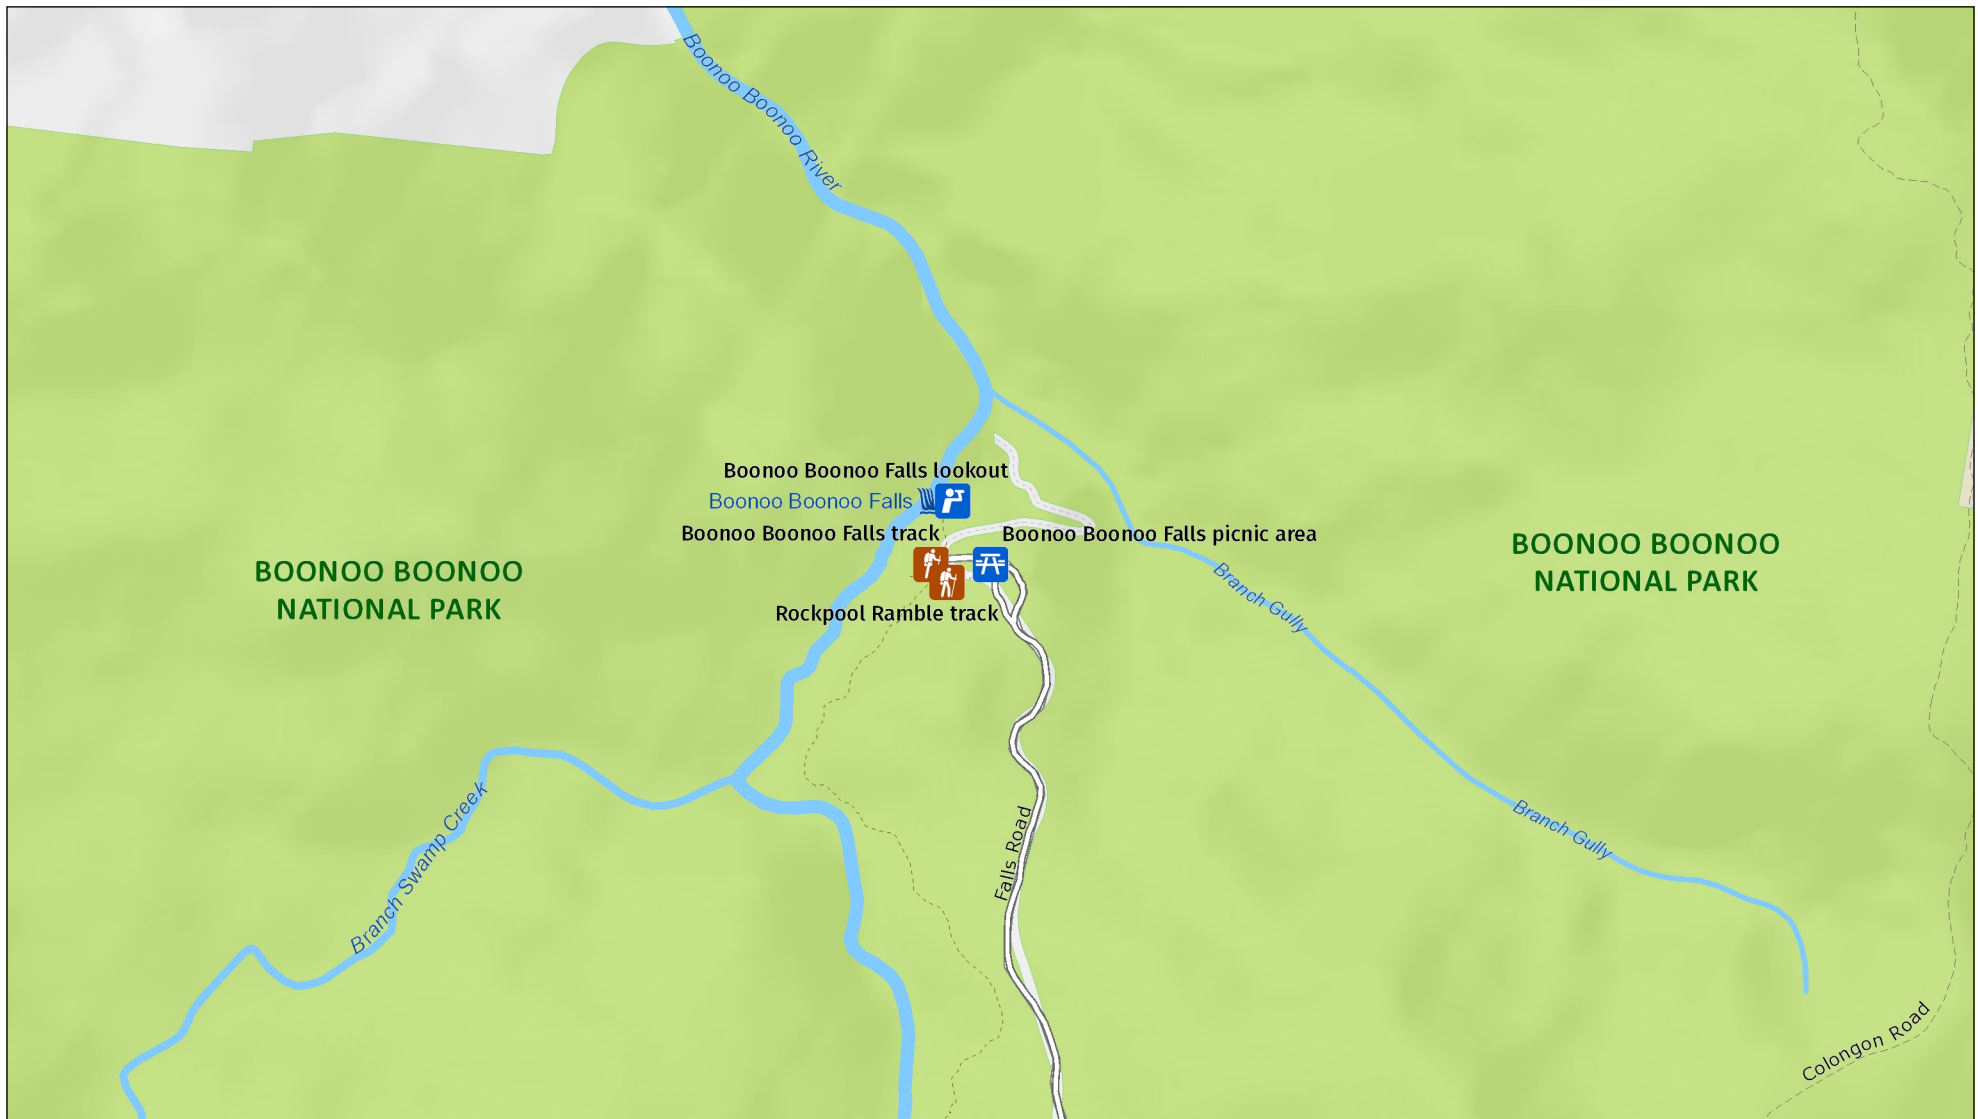 Boonoo Boonoo River
Boonoo Boonoo Falls lookout
Boonoo Boonoo Falls
Boonoo Boonoo Falls track
Boonoo Boonoo Falls picnic area
BOONOO BOONOO
NATIONAL PARK
BOONOO BOONOO
NATIONAL PARK
Branch Gully
Rockpool Ramble track
Branch Swamp Creek
Falls Road
Branch Gully
Colongon Road